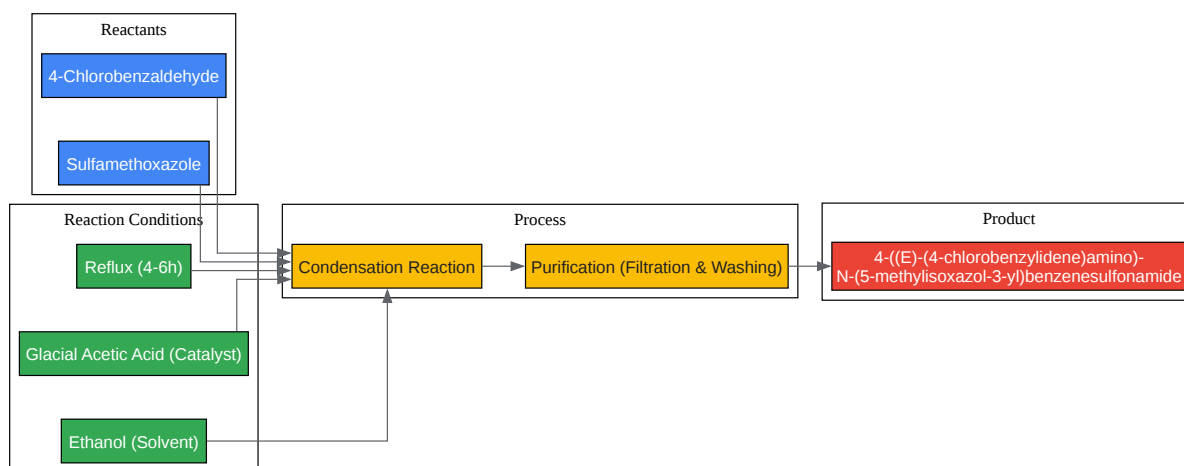 Reactants
4-Chlorobenzaldehyde
Sulfamethoxazole
Reaction Conditions
Reflux (4-6h)
Glacial Acetic Acid (Catalyst)
Ethanol (Solvent)
Process
Condensation Reaction
Purification (Filtration & Washing)
Product
4-((E)-(4-chlorobenzylidene)amino)-
N-(5-methylisoxazol-3-yl)benzenesulfonamide